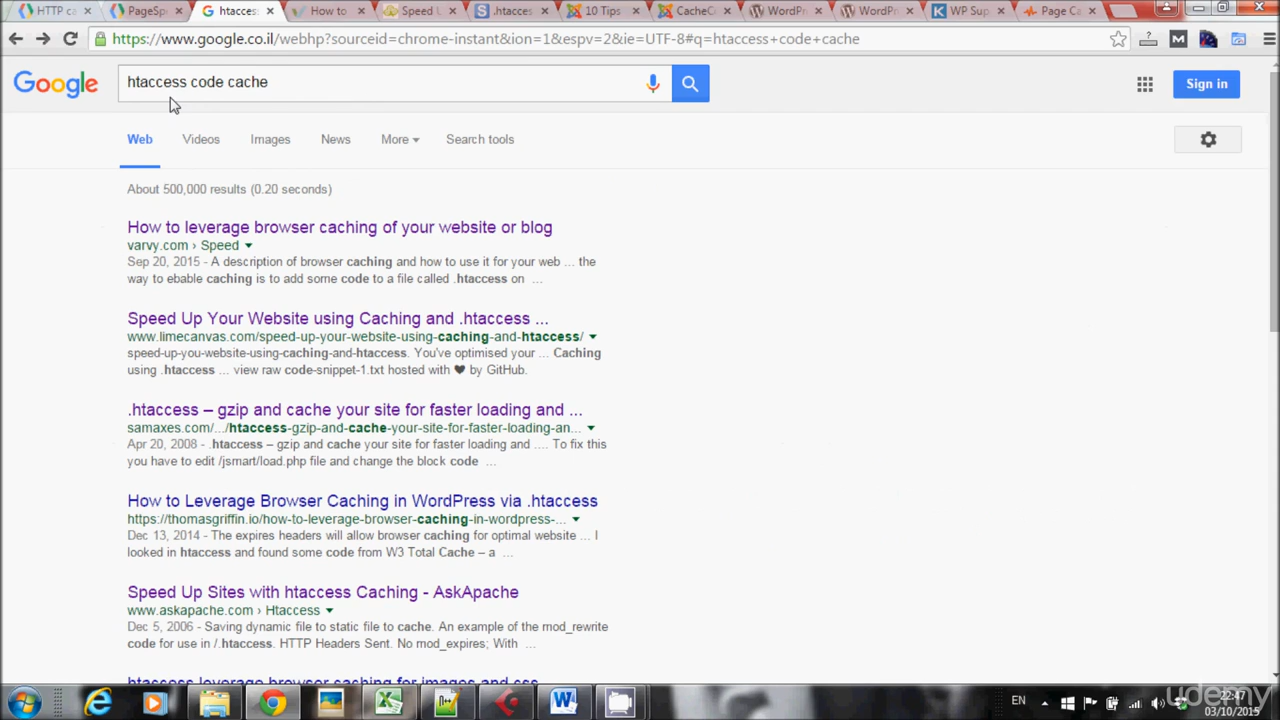 HTTP ca
PageSp
htacces
How to
Speed U
.htacces
10 Tips
CacheC
WordPr
WordPr
WP Sup
Page Ca
https://www.google.co.il/webhp?sourceid=chrome-instant&ion=1&espv=2&ie=UTF-8#q=htaccess+code+cache
Google
htaccess code cache
Sign in
Web
Videos
Images
News
More
Search tools
About 500,000 results (0.20 seconds)
How to leverage browser caching of your website or blog
varvy.com › Speed
Sep 20, 2015 - A description of browser caching and how to use it for your web ... the
way to ebable caching is to add some code to a file called .htaccess on ...
Speed Up Your Website using Caching and .htaccess ...
www.limecanvas.com/speed-up-your-website-using-caching-and-htaccess/
speed-up-you-website-using-caching-and-htaccess. You've optimised your ... Caching
using .htaccess ... view raw code-snippet-1.txt hosted with ❤ by GitHub.
.htaccess – gzip and cache your site for faster loading and ...
samaxes.com/.../htaccess-gzip-and-cache-your-site-for-faster-loading-an...
Apr 20, 2008 - .htaccess – gzip and cache your site for faster loading and .... To fix this
you have to edit /jsmart/load.php file and change the block code ...
How to Leverage Browser Caching in WordPress via .htaccess
https://thomasgriffin.io/how-to-leverage-browser-caching-in-wordpress-...
Dec 13, 2014 - The expires headers will allow browser caching for optimal website ... I
looked in htaccess and found some code from W3 Total Cache – a ...
Speed Up Sites with htaccess Caching - AskApache
www.askapache.com › Htaccess
Dec 5, 2006 - Saving dynamic file to static file to cache. An example of the mod_rewrite
code for use in /.htaccess. HTTP Headers Sent. No mod_expires; With ...
htaccess leverage browser caching for images and css
EN
22:47
03/10/2015
udemy